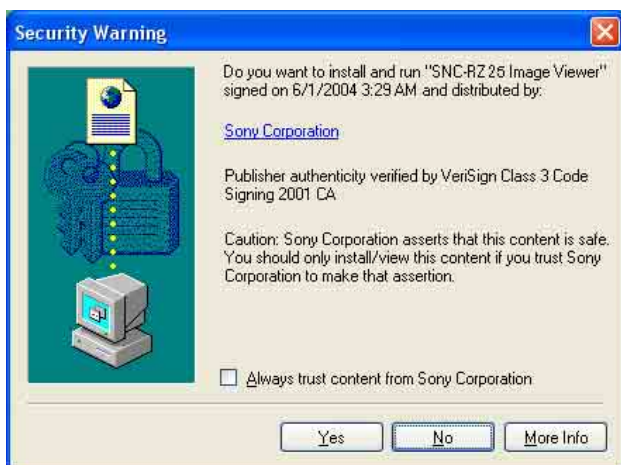 Security Warning
Do you want to install and run "SNC-RZ25 Image Viewer"
signed on 6/1/2004 3:29 AM and distributed by:
Sony Corporation
Publisher authenticity verified by VeriSign Class 3 Code
Signing 2001 CA
Caution: Sony Corporation asserts that this content is safe.
You should only install/view this content if you trust Sony
Corporation to make that assertion.
Always trust content from Sony Corporation
Yes
No
More Info